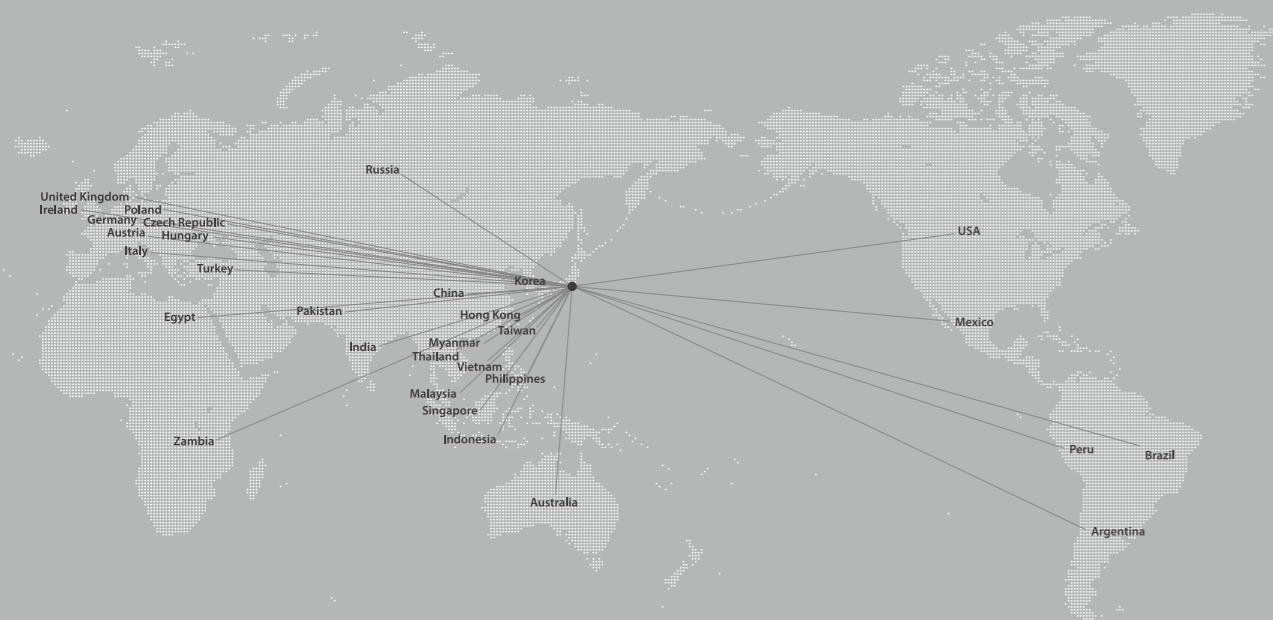 Russia
United Kingdom
Ireland
Poland
Germany
Czech Republic
Austria
Hungary
Italy
Turkey
Korea
China
Egypt
Pakistan
Hong Kong
Taiwan
India
Myanmar
Thailand
Vietnam
Philippines
Malaysia
Singapore
Indonesia
Zambia
Australia
USA
Mexico
Peru
Brazil
Argentina